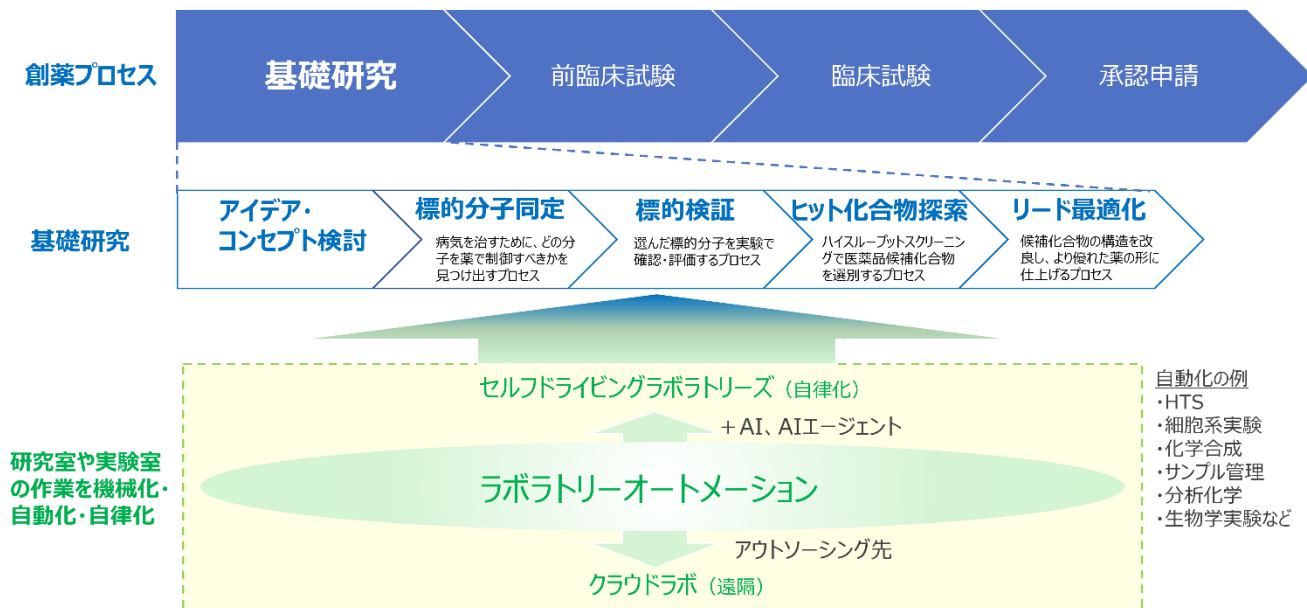 創薬プロセス
基礎研究
前臨床試験
臨床試験
承認申請
基礎研究
アイデア・
コンセプト検討
標的分子同定
病気を治すために、どの分
子を薬で制御すべきかを
見つけ出すプロセス
標的検証
選んだ標的分子を実験で
確認・評価するプロセス
ヒット化合物探索
ハイスループットスクリーニン
グで医薬品候補化合物
を選別するプロセス
リード最適化
候補化合物の構造を改
良し、より優れた薬の形に
仕上げるプロセス
研究室や実験室
の作業を機械化・
自動化・自律化
セルフドライビングラボラトリーズ（自律化）
＋AI、AIエージェント
ラボラトリーオートメーション
アウトソーシング先
クラウドラボ（遠隔）
自動化の例
・HTS
・細胞系実験
・化学合成
・サンプル管理
・分析化学
・生物学実験など